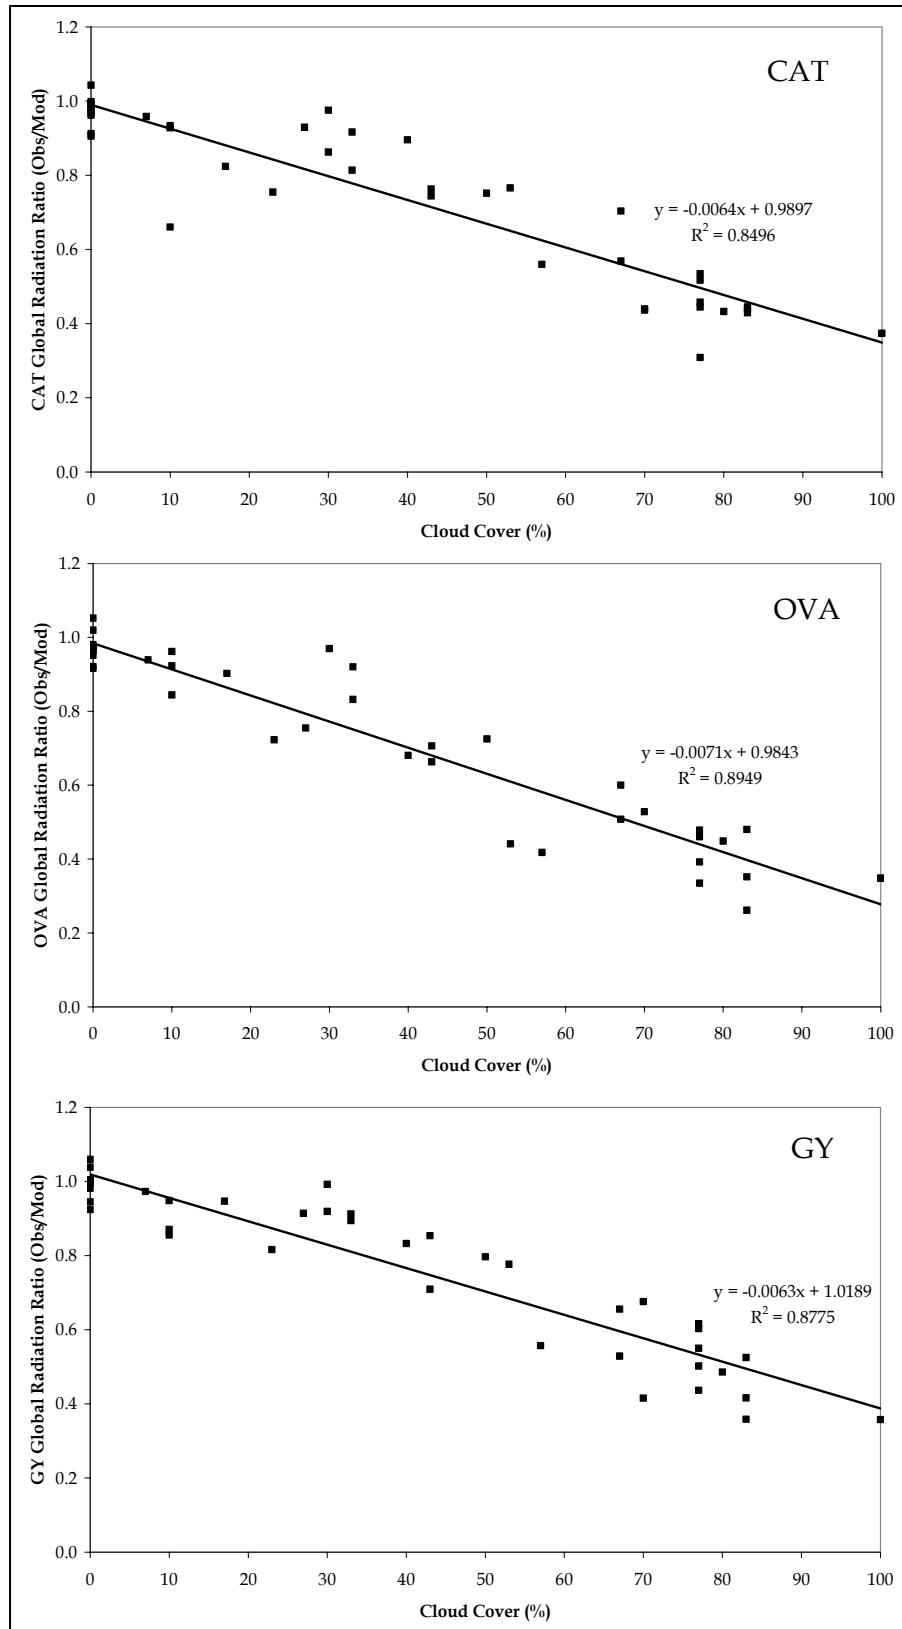 CAT
1.2
1.0
0.8
0.6
0.4
0.2
0.0
CAT Global Radiation Ratio (Obs/Mod)
y = -0.0064x + 0.9897
R² = 0.8496
0 10 20 30 40 50 60 70 80 90 100
Cloud Cover (%)
OVA
1.2
1.0
0.8
0.6
0.4
0.2
0.0
OVA Global Radiation Ratio (Obs/Mod)
y = -0.0071x + 0.9843
R² = 0.8949
0 10 20 30 40 50 60 70 80 90 100
Cloud Cover (%)
GY
1.2
1.0
0.8
0.6
0.4
0.2
0.0
GY Global Radiation Ratio (Obs/Mod)
y = -0.0063x + 1.0189
R² = 0.8775
0 10 20 30 40 50 60 70 80 90 100
Cloud Cover (%)